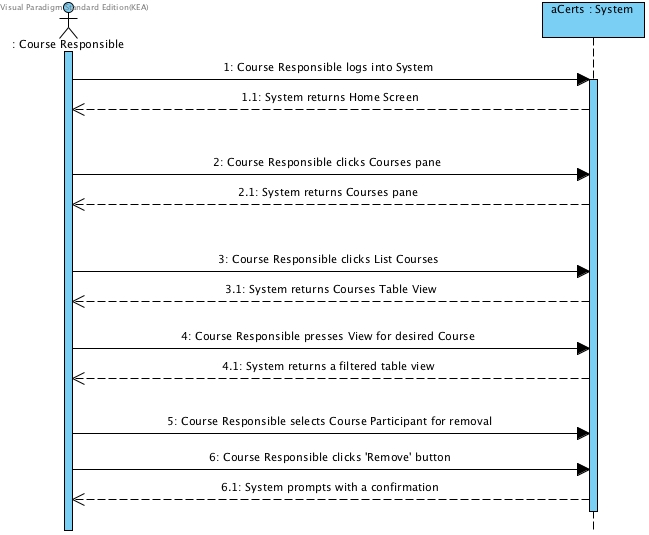 Visual Paradigm Standard Edition(KEA)
aCerts : System
: Course Responsible
1: Course Responsible logs into System
1.1: System returns Home Screen
2: Course Responsible clicks Courses pane
2.1: System returns Courses pane
3: Course Responsible clicks List Courses
3.1: System returns Courses Table View
4: Course Responsible presses View for desired Course
4.1: System returns a filtered table view
5: Course Responsible selects Course Participant for removal
6: Course Responsible clicks 'Remove' button
6.1: System prompts with a confirmation